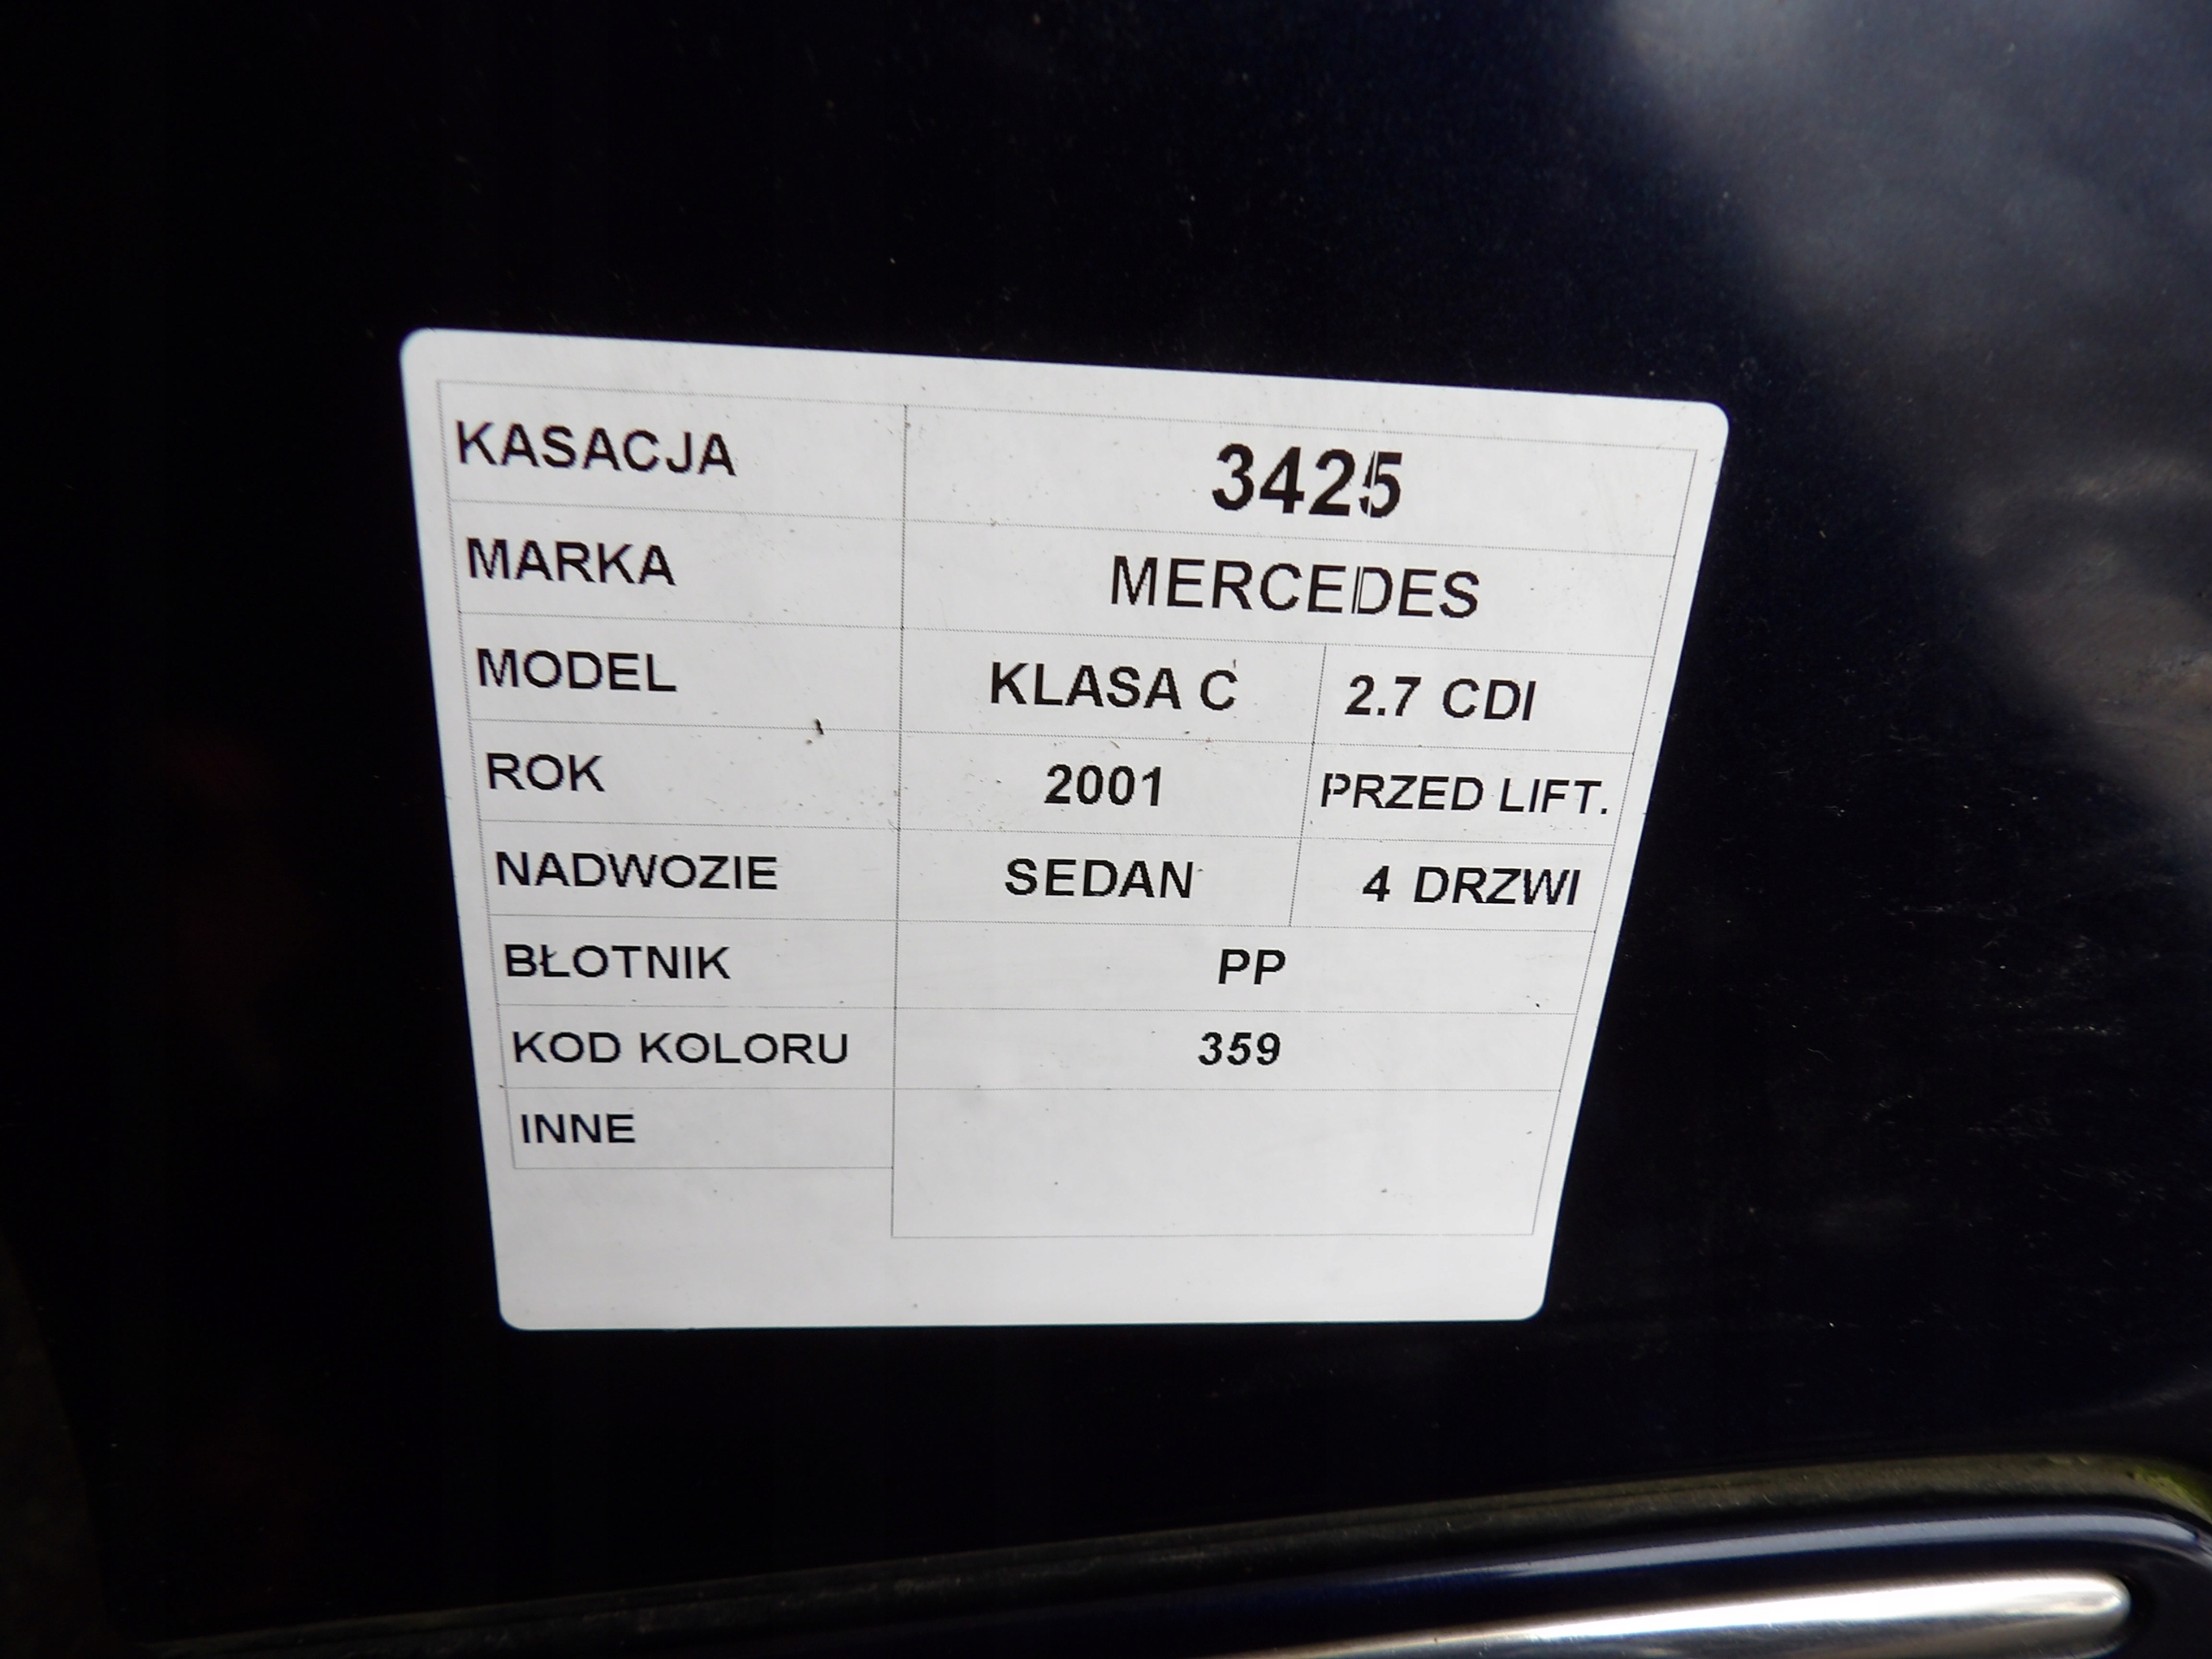 KASACJA 3425
MARKA MERCEDES
MODEL KLASA C 2.7 CDI
ROK 2001 PRZED LIFT.
NADWOZIE SEDAN 4 DRZWI
BŁOTNIK PP
KOD KOLORU 359
INNE